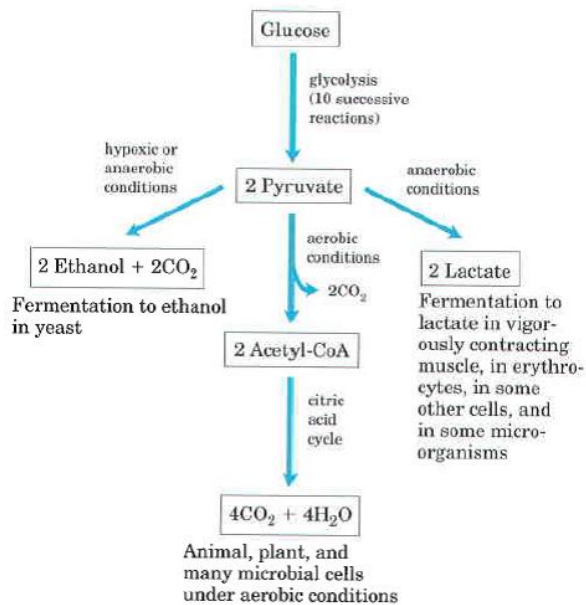 Glucose
glycolysis
(10 successive
reactions)
hypoxic or
anaerobic
conditions
2 Pyruvate
anaerobic
conditions
2 Ethanol + 2CO₂
Fermentation to ethanol
in yeast
aerobic
conditions
2CO₂
2 Lactate
Fermentation to
lactate in vigor-
ously contracting
muscle, in erythro-
cytes, in some
other cells, and
in some micro-
organisms
2 Acetyl-CoA
citric
acid
cycle
4CO₂ + 4H₂O
Animal, plant, and
many microbial cells
under aerobic conditions